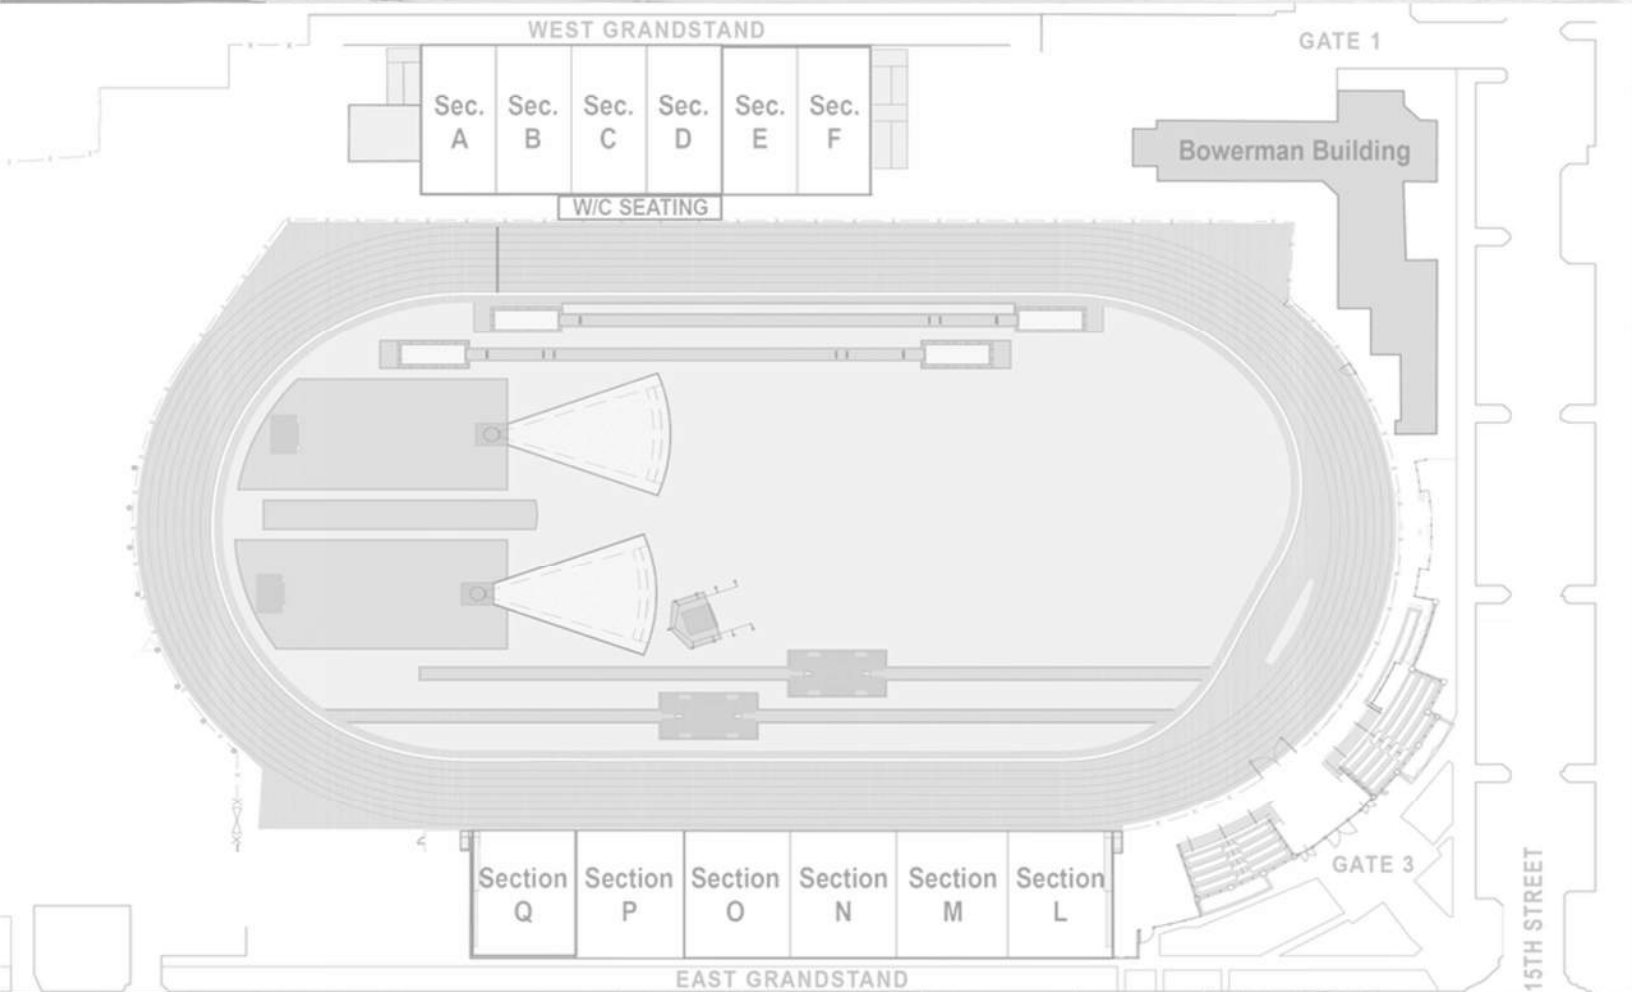 WEST GRANDSTAND
GATE 1
Sec. A
Sec. B
Sec. C
Sec. D
Sec. E
Sec. F
Bowerman Building
W/C SEATING
Section Q
Section P
Section O
Section N
Section M
Section L
GATE 3
15TH STREET
EAST GRANDSTAND